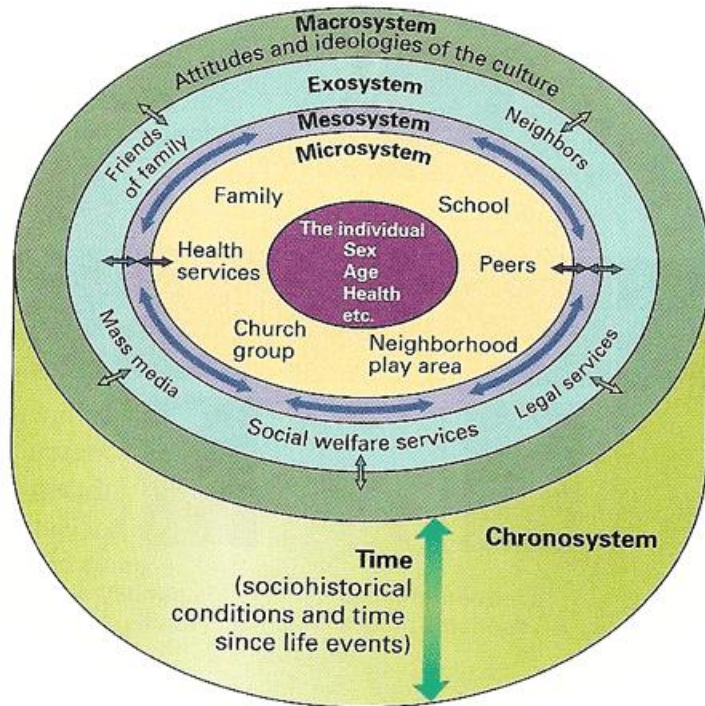 Macrosystem
Attitudes and ideologies of the culture
Exosystem
Mesosystem
Microsystem
Friends
of family
Neighbors
Family
School
The individual
Sex
Age
Health
etc.
Health
services
Peers
Church
group
Neighborhood
play area
Mass media
Social welfare services
Legal services
Time
(sociohistorical
conditions and time
since life events)
Chronosystem